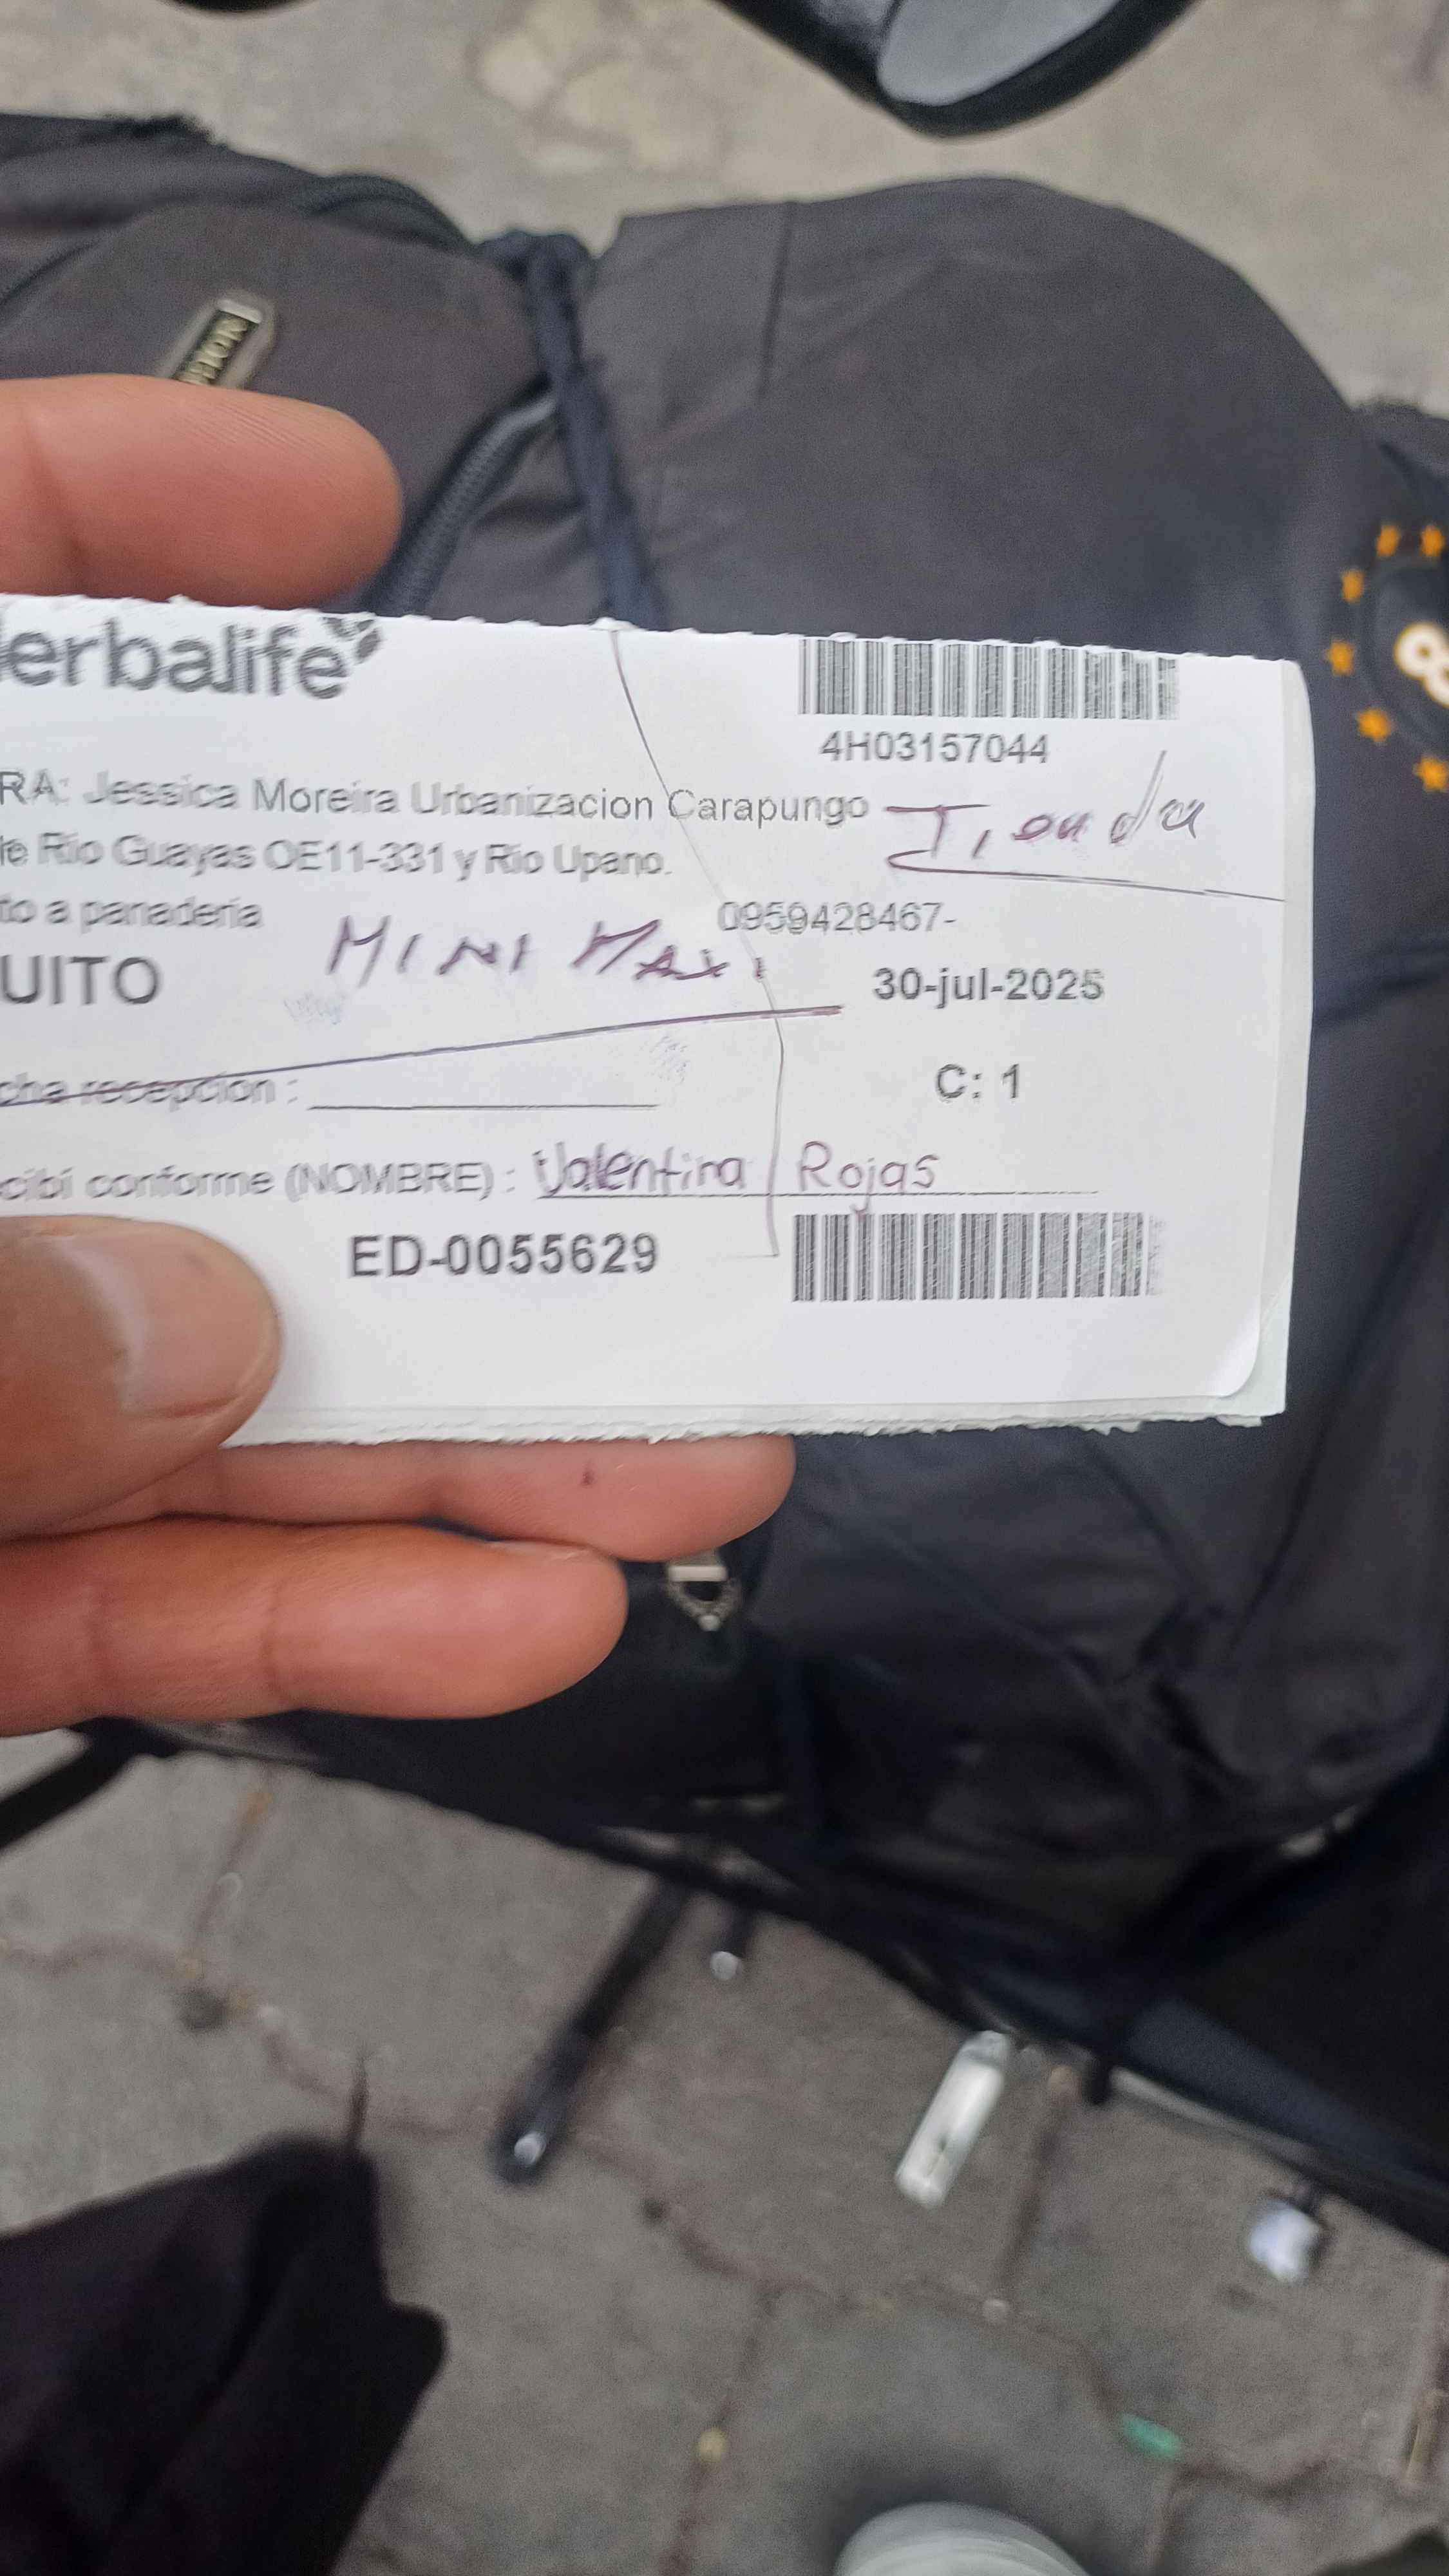 erbalife
4H03157044
RA: Jessica Moreira Urbanizacion Carapungo
Tienda
le Rio Guayas OE11-331 y Rio Upano.
to a panaderia
0959428467-
MINI MAXI
UITO
30-jul-2025
cha recepcion :
C: 1
cibi conforme (NOMBRE) : Valentina Rojas
ED-0055629